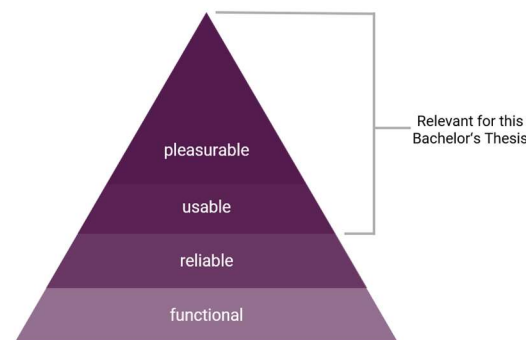 pleasurable
usable
reliable
functional
Relevant for this
Bachelor's Thesis